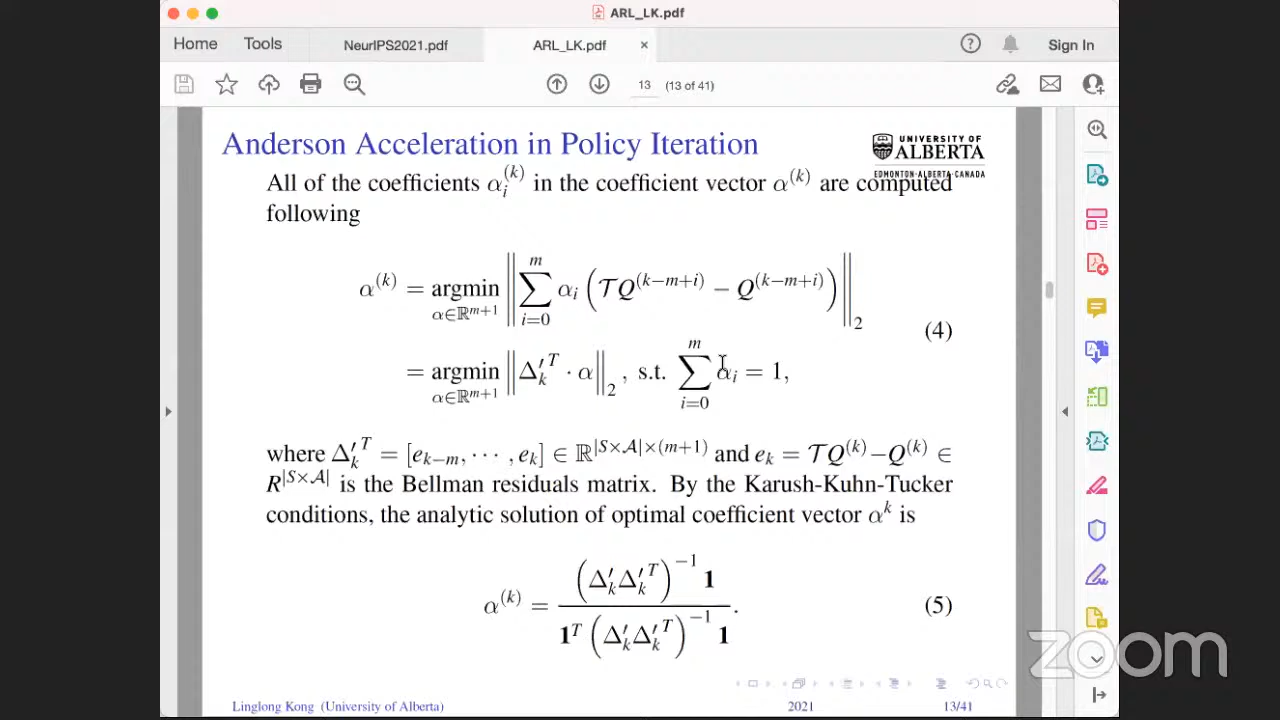 ARL_LK.pdf
Home Tools NeurIPS2021.pdf ARL_LK.pdf × Sign In
13 (13 of 41)
Anderson Acceleration in Policy Iteration
UNIVERSITY OF
ALBERTA
EDMONTON·ALBERTA·CANADA
All of the coefficients α_i^{(k)} in the coefficient vector α^{(k)} are computed
following
α^{(k)} = argmin_{α∈ℝ^{m+1}} ‖∑_{i=0}^{m} α_i (𝒯Q^{(k−m+i)} − Q^{(k−m+i)})‖_2
(4)
= argmin_{α∈ℝ^{m+1}} ‖Δ′_k^T · α‖_2 , s.t. ∑_{i=0}^{m} α_i = 1,
where Δ′_k^T = [e_{k−m}, ⋯ , e_k] ∈ ℝ^{|S×𝒜|×(m+1)} and e_k = 𝒯Q^{(k)}−Q^{(k)} ∈
R^{|S×𝒜|} is the Bellman residuals matrix. By the Karush-Kuhn-Tucker
conditions, the analytic solution of optimal coefficient vector α^k is
α^{(k)} = \frac{(Δ′_k Δ′_k^T)^{−1} 1}{1^T (Δ′_k Δ′_k^T)^{−1} 1}. (5)
zoom
Linglong Kong (University of Alberta) 2021 13/41